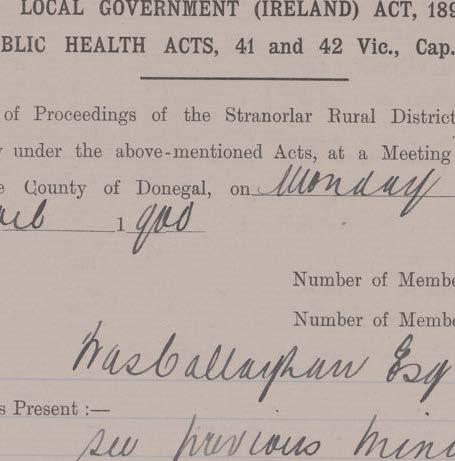 LOCAL GOVERNMENT (IRELAND) ACT, 189
BLIC HEALTH ACTS, 41 and 42 Vic., Cap.
of Proceedings of the Stranorlar Rural District
under the above-mentioned Acts, at a Meeting
e County of Donegal, on Monday
1900
Number of Membe
Number of Membe
Callaghan Esq
s Present :—
see previous min